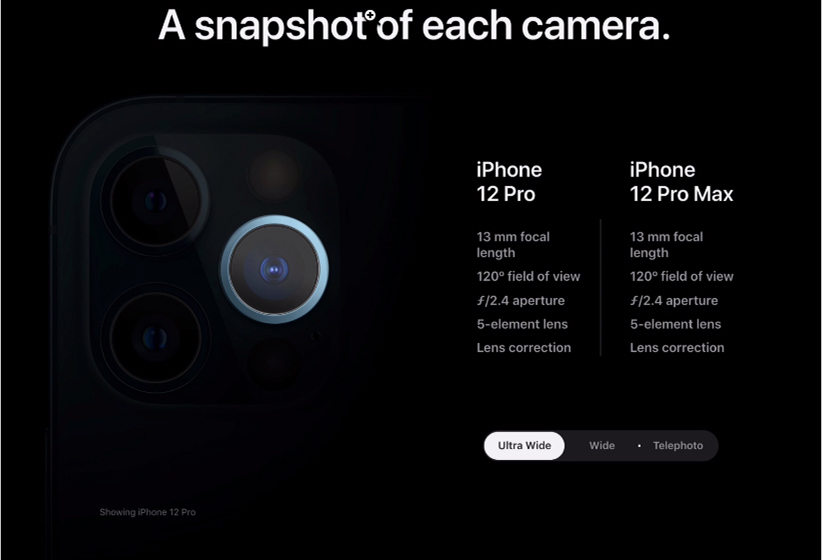 A snapshot of each camera.
iPhone
12 Pro
13 mm focal
length
120º field of view
ƒ/2.4 aperture
5-element lens
Lens correction
iPhone
12 Pro Max
13 mm focal
length
120º field of view
ƒ/2.4 aperture
5-element lens
Lens correction
Ultra Wide Wide Telephoto
Showing iPhone 12 Pro